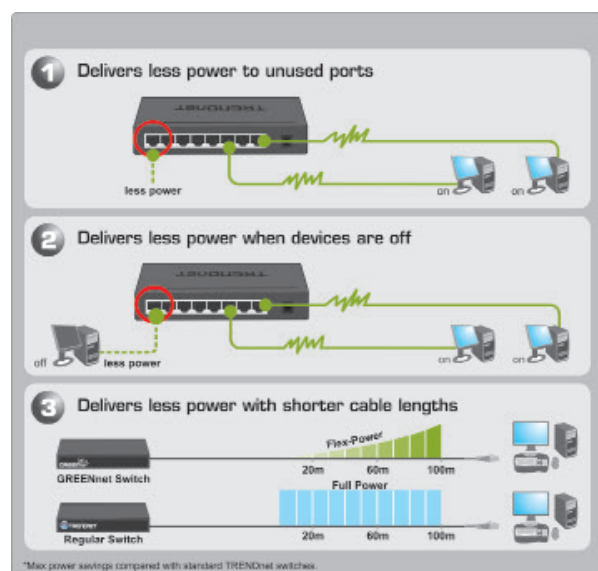 1 Delivers less power to unused ports
TRENDNET
less power
on
on
2 Delivers less power when devices are off
TRENDNET
off
less power
on
on
3 Delivers less power with shorter cable lengths
Flex-Power
GREENnet
GREENnet Switch
20m 60m 100m
Full Power
TRENDNET
Regular Switch
20m 60m 100m
*Max power savings compared with standard TRENDnet switches.